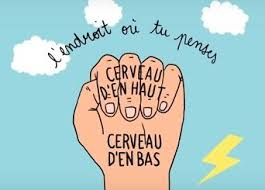 l'endroit où tu penses
CERVEAU
D'EN HAUT
CERVEAU
D'EN BAS